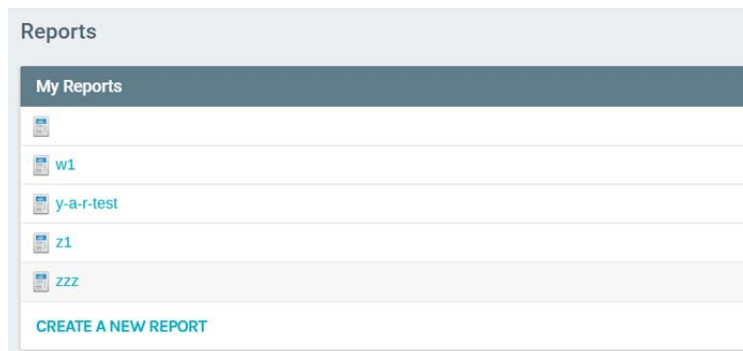 Reports
My Reports
w1
y-a-r-test
z1
zzz
CREATE A NEW REPORT